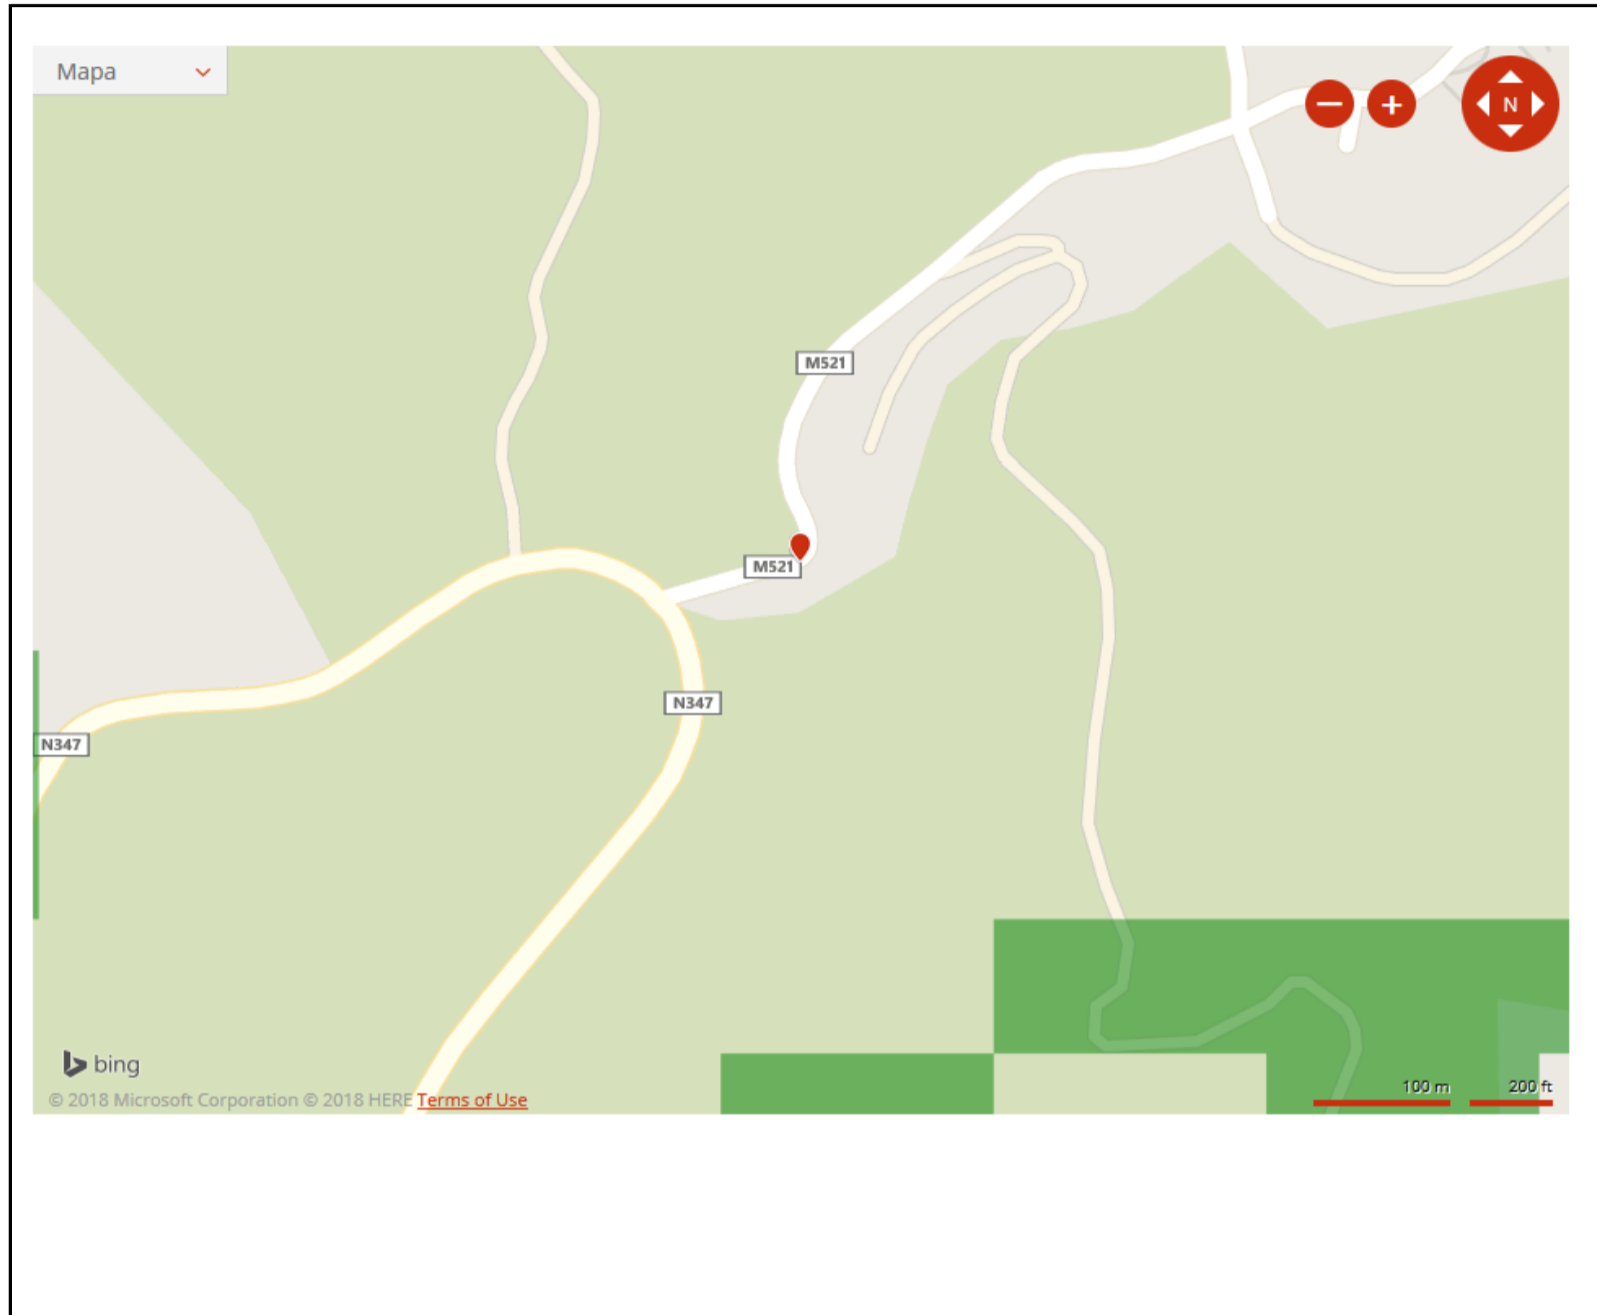 Mapa
N
M521
M521
N347
N347
bing
100 m 200 ft
© 2018 Microsoft Corporation © 2018 HERE Terms of Use